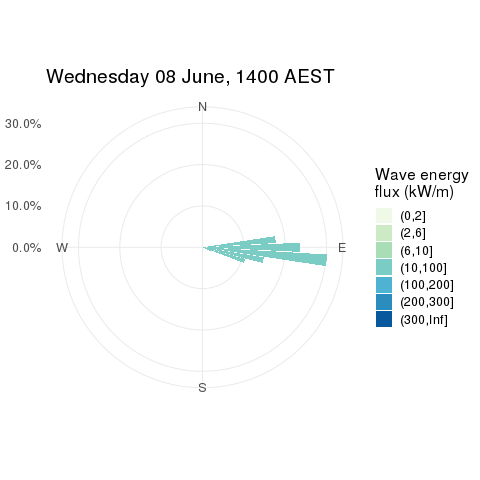 Wednesday 08 June, 1400 AEST
N
30.0%
20.0%
10.0%
0.0%
W
E
S
Wave energy
flux (kW/m)
(0,2]
(2,6]
(6,10]
(10,100]
(100,200]
(200,300]
(300,Inf]